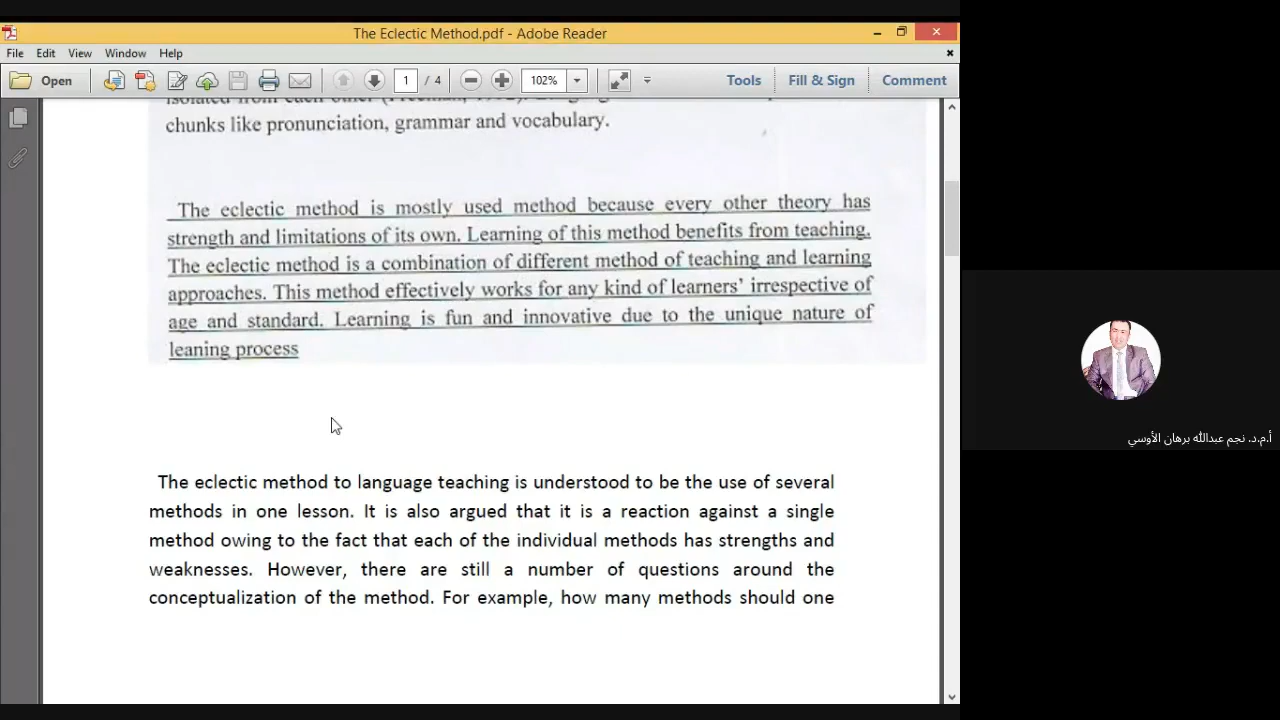 The Eclectic Method.pdf - Adobe Reader
File Edit View Window Help
Open 1 / 4 102% Tools Fill & Sign Comment
isolated from each other
chunks like pronunciation, grammar and vocabulary.
The eclectic method is mostly used method because every other theory has
strength and limitations of its own. Learning of this method benefits from teaching.
The eclectic method is a combination of different method of teaching and learning
approaches. This method effectively works for any kind of learners’ irrespective of
age and standard. Learning is fun and innovative due to the unique nature of
leaning process
The eclectic method to language teaching is understood to be the use of several
methods in one lesson. It is also argued that it is a reaction against a single
method owing to the fact that each of the individual methods has strengths and
weaknesses. However, there are still a number of questions around the
conceptualization of the method. For example, how many methods should one
أ.م.د. نجم عبدالله برهان الأوسي